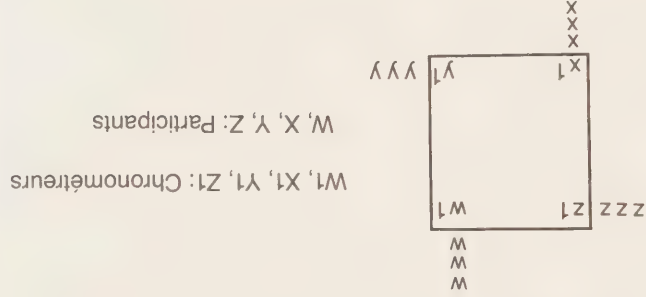 w
w
w
z z z z1 w1
W1, X1, Y1, Z1: Chronométreurs
W, X, Y, Z: Participants
x1 y1 y y y
x
x
x